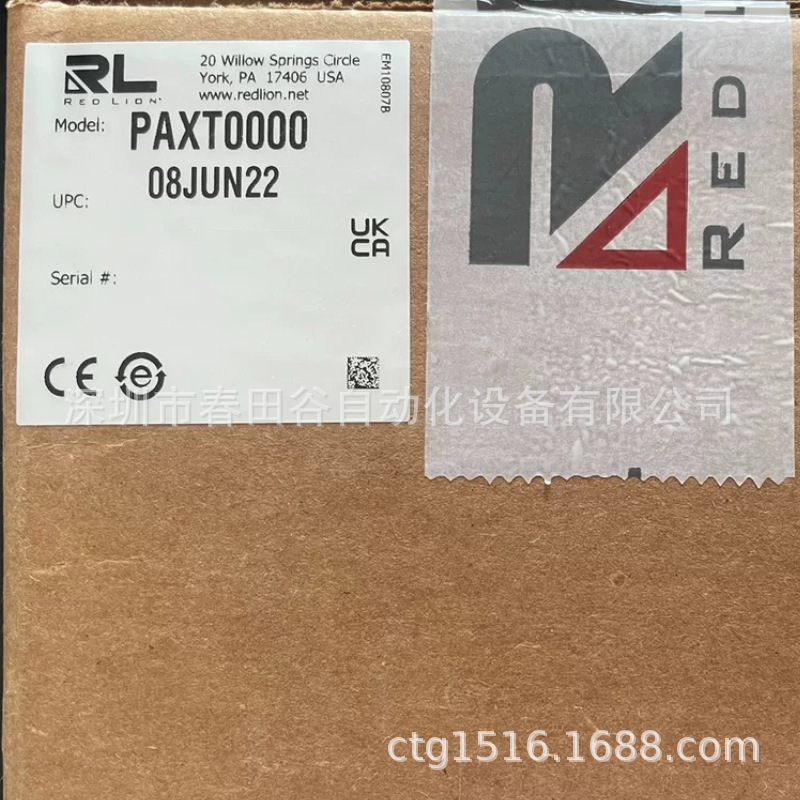 RL
RED LION®
20 Willow Springs Circle
York, PA 17406 USA
www.redlion.net
EM10807B
Model: PAXT0000
08JUN22
UPC:
UK
CA
Serial #:
CE
e
RED
深圳市春田谷自动化设备有限公司
ctg1516.1688.com